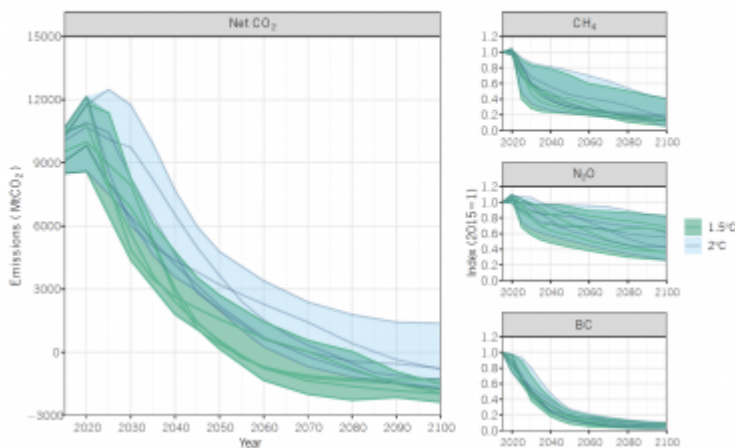 Net CO₂
15000
12000
9000
6000
3000
0
-3000
Emissions (MtCO₂)
2020 2030 2040 2050 2060 2070 2080 2090 2100
Year
CH₄
1.2
1.0
0.8
0.6
0.4
0.2
0.0
2020 2040 2060 2080 2100
N₂O
1.2
1.0
0.8
0.6
0.4
0.2
0.0
Index (2015=1)
2020 2040 2060 2080 2100
BC
1.2
1.0
0.8
0.6
0.4
0.2
0.0
2020 2040 2060 2080 2100
1.5°C
2°C